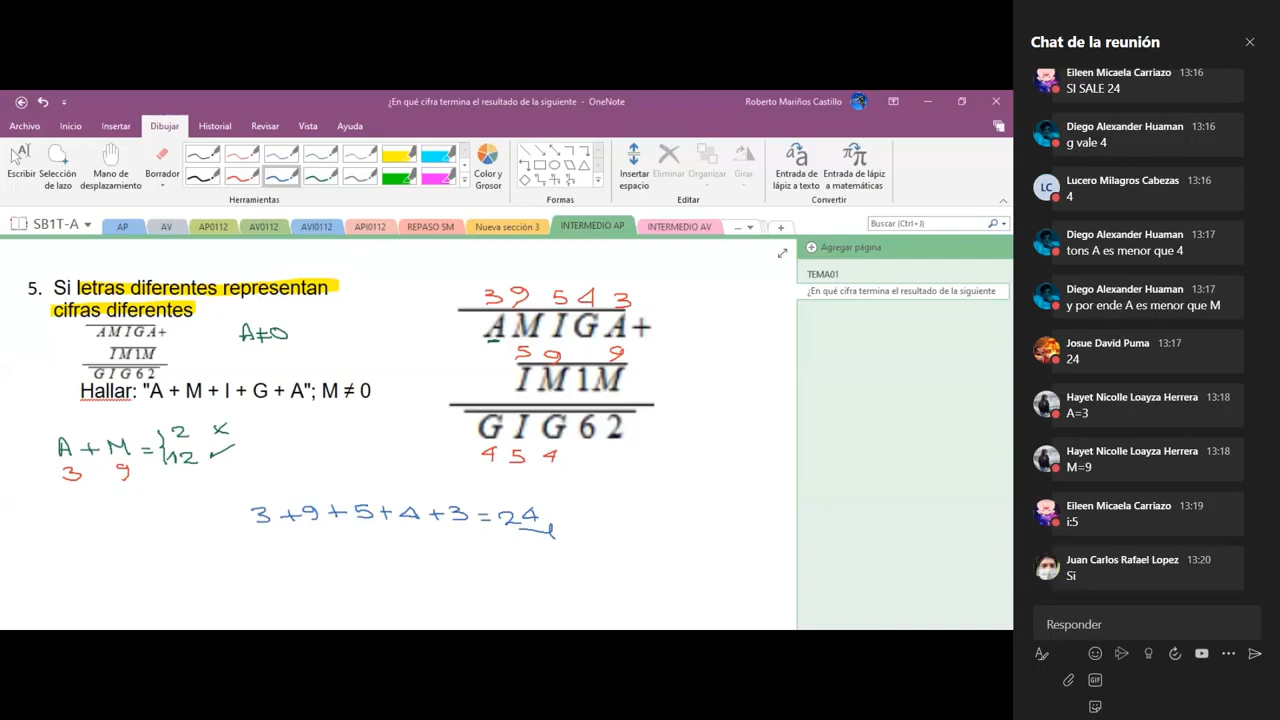 Chat de la reunión
Eileen Micaela Carriazo 13:16
SI SALE 24
Diego Alexander Huaman 13:16
g vale 4
Lucero Milagros Cabezas 13:16
LC
4
Diego Alexander Huaman 13:17
tons A es menor que 4
Diego Alexander Huaman 13:17
y por ende A es menor que M
Josue David Puma 13:17
24
Hayet Nicolle Loayza Herrera 13:18
A=3
Hayet Nicolle Loayza Herrera 13:18
M=9
Eileen Micaela Carriazo 13:19
i:5
Juan Carlos Rafael Lopez 13:20
Si
Responder
GIF
¿En qué cifra termina el resultado de la siguiente - OneNote
Roberto Mariños Castillo
Archivo Inicio Insertar Dibujar Historial Revisar Vista Ayuda
Escribir Selección de lazo Mano de desplazamiento Borrador
Color y Grosor
Insertar espacio Eliminar Organizar Girar
Entrada de lápiz a texto Entrada de lápiz a matemáticas
Herramientas Formas Editar Convertir
SB1T-A AP AV AP0112 AV0112 AVI0112 API0112 REPASO SM Nueva sección 3 INTERMEDIO AP INTERMEDIO AV ... +
Buscar (Ctrl+J)
Agregar página
TEMA01
¿En qué cifra termina el resultado de la siguiente
5. Si letras diferentes representan
cifras diferentes
A M I G A +
I M 1 M
G I G 6 2
A≠0
Hallar: "A + M + I + G + A"; M ≠ 0
A + M = { 2 x
12 ✓
3 9
3 9 5 4 3
A M I G A +
5 9 9
I M 1 M
G I G 6 2
4 5 4
3 + 9 + 5 + 4 + 3 = 24